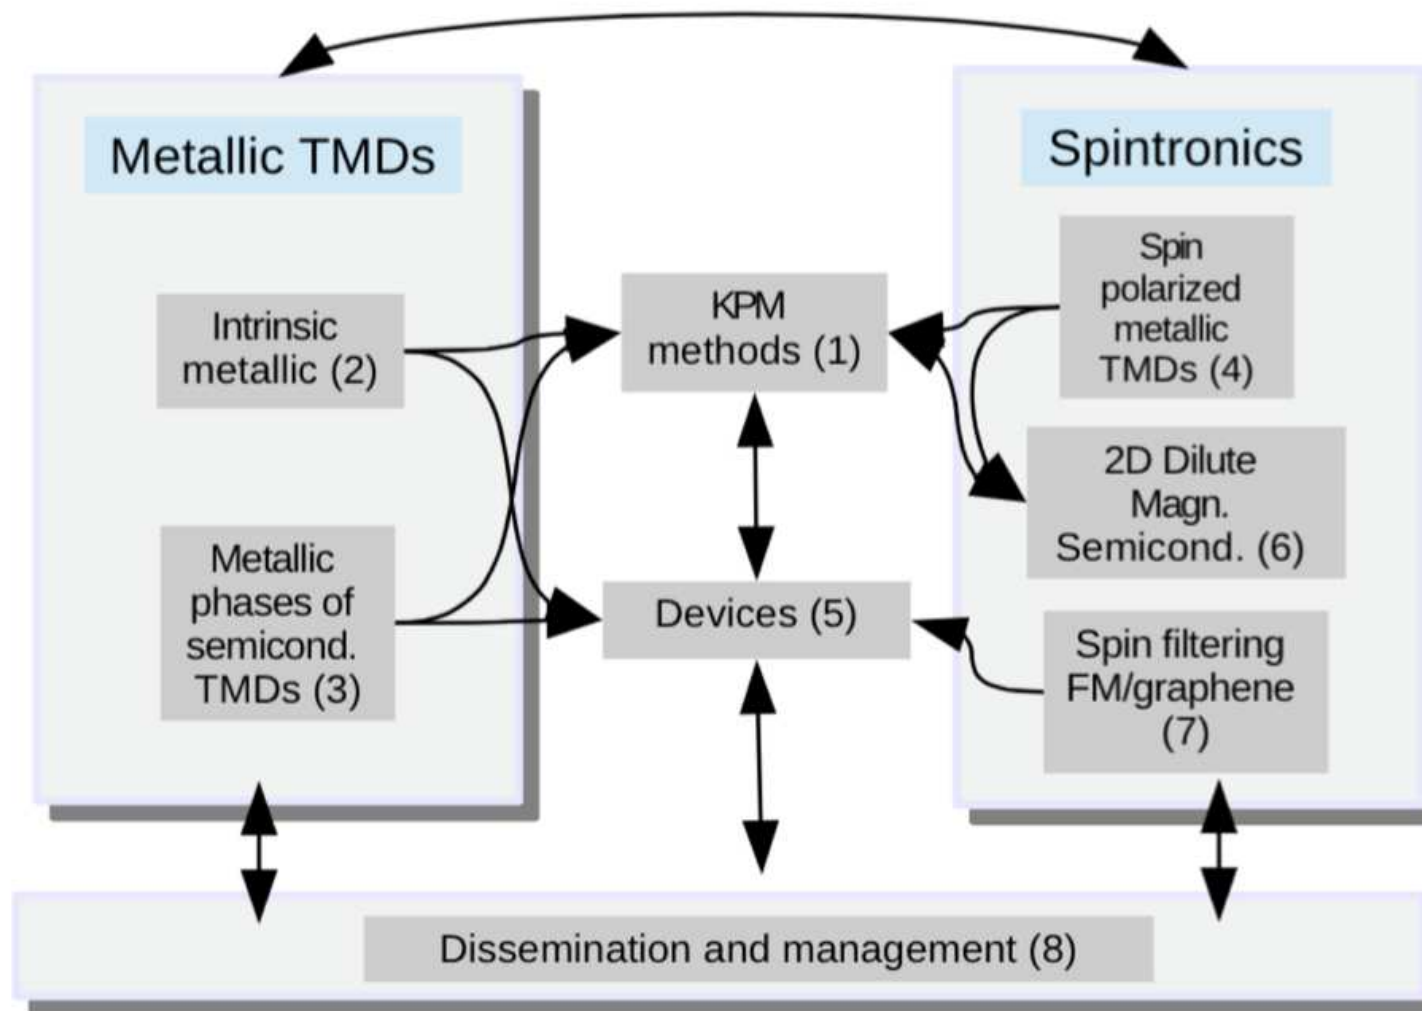 Metallic TMDs
Intrinsic
metallic (2)
Metallic
phases of
semicond.
TMDs (3)
KPM
methods (1)
Devices (5)
Spintronics
Spin
polarized
metallic
TMDs (4)
2D Dilute
Magn.
Semicond. (6)
Spin filtering
FM/graphene
(7)
Dissemination and management (8)